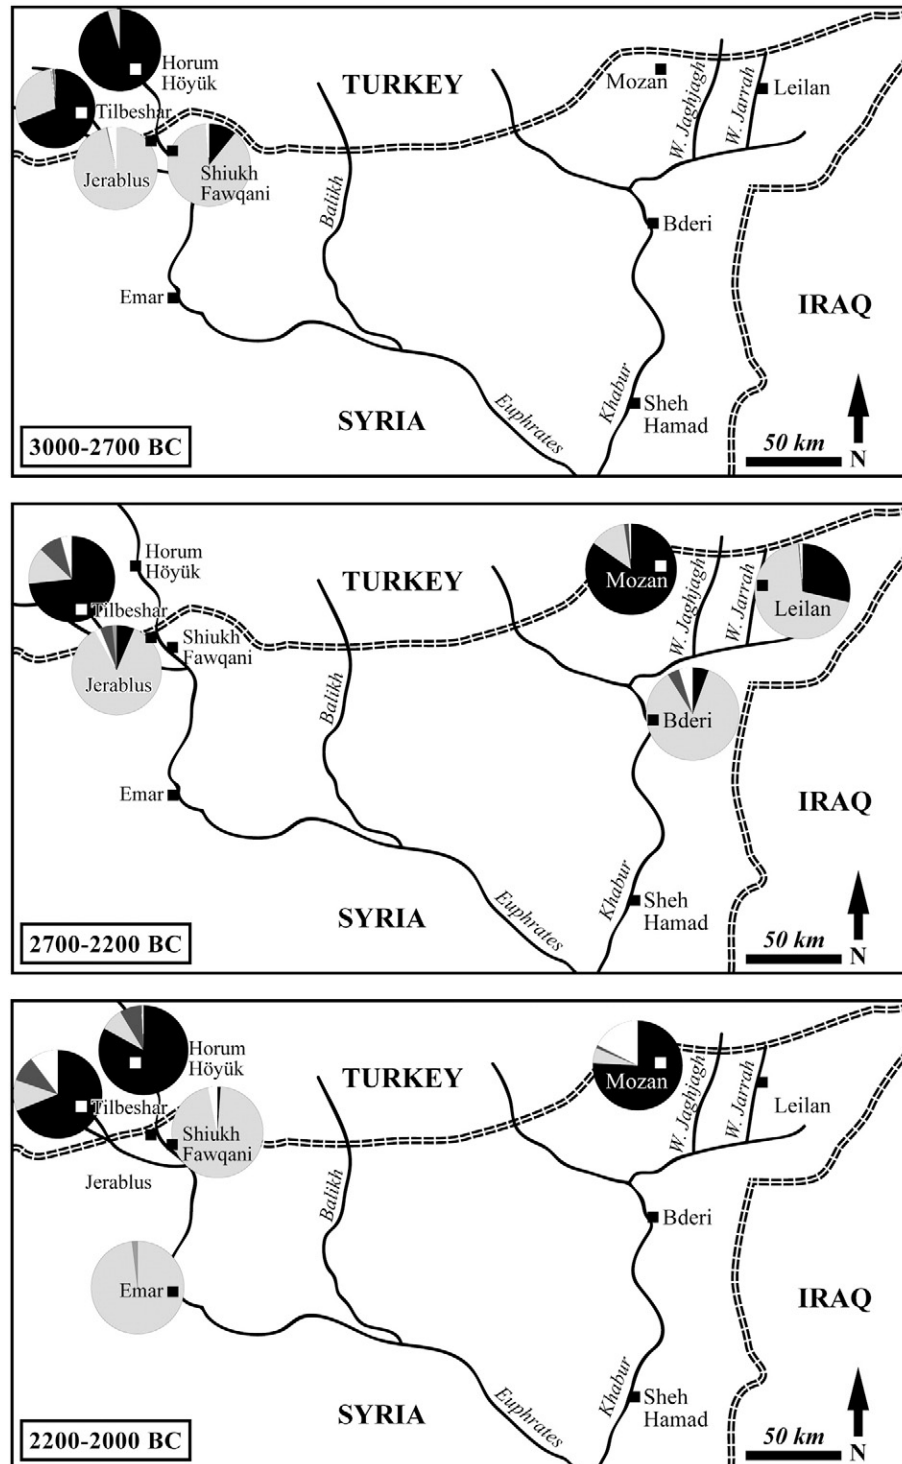 Horum
Höyük
TURKEY
Mozan
W. Jaghjagh
W. Jarrah
Leilan
Tilbeshar
Jerablus
Shiukh
Fawqani
Balikh
Bderi
Emar
IRAQ
Khabur
Sheh
Hamad
Euphrates
SYRIA
3000-2700 BC
50 km
N
Horum
Höyük
TURKEY
Mozan
W. Jaghjagh
W. Jarrah
Leilan
Tilbeshar
Shiukh
Fawqani
Jerablus
Balikh
Bderi
Emar
IRAQ
Khabur
Sheh
Hamad
Euphrates
SYRIA
2700-2200 BC
50 km
N
Horum
Höyük
TURKEY
Mozan
W. Jaghjagh
W. Jarrah
Leilan
Tilbeshar
Shiukh
Fawqani
Jerablus
Balikh
Bderi
Emar
IRAQ
Khabur
Sheh
Hamad
Euphrates
SYRIA
2200-2000 BC
50 km
N